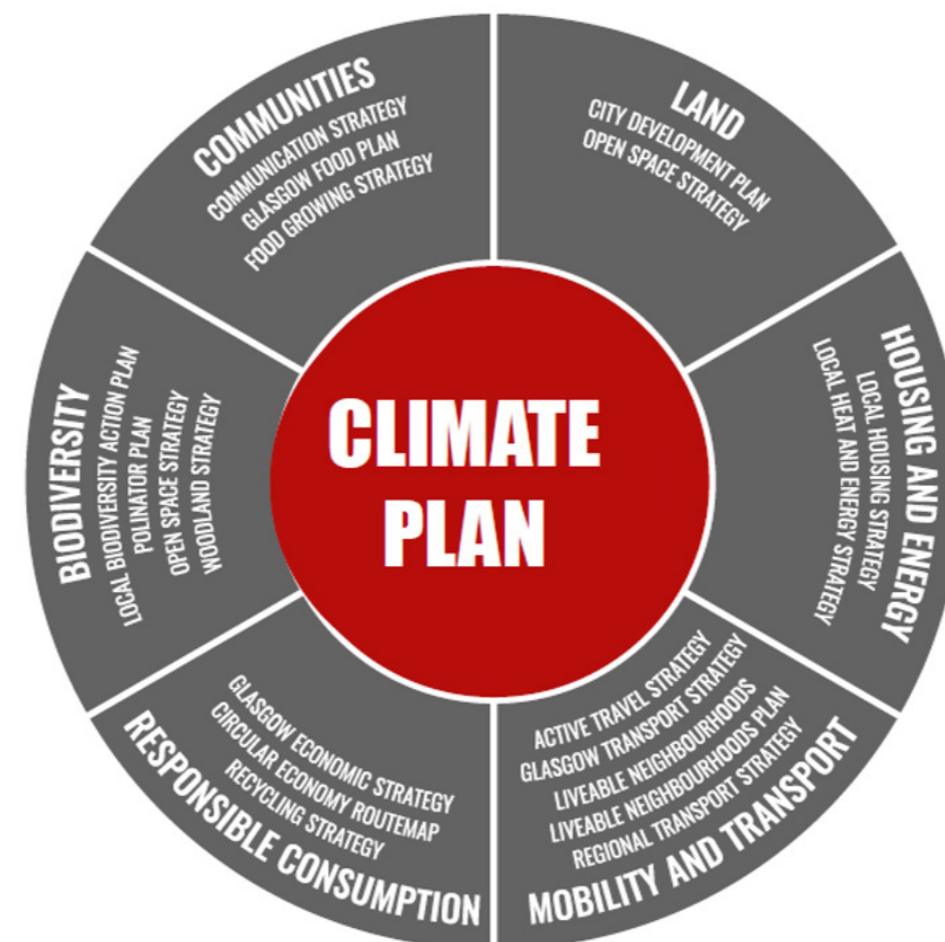 CLIMATE
PLAN
COMMUNITIES
COMMUNICATION STRATEGY
GLASGOW FOOD PLAN
FOOD GROWING STRATEGY
LAND
CITY DEVELOPMENT PLAN
OPEN SPACE STRATEGY
HOUSING AND ENERGY
LOCAL HOUSING STRATEGY
LOCAL HEAT AND ENERGY STRATEGY
ACTIVE TRAVEL STRATEGY
GLASGOW TRANSPORT STRATEGY
LIVEABLE NEIGHBOURHOODS
LIVEABLE NEIGHBOURHOODS PLAN
REGIONAL TRANSPORT STRATEGY
MOBILITY AND TRANSPORT
GLASGOW ECONOMIC STRATEGY
CIRCULAR ECONOMY ROUTEMAP
RECYCLING STRATEGY
RESPONSIBLE CONSUMPTION
BIODIVERSITY
LOCAL BIODIVERSITY ACTION PLAN
POLINATOR PLAN
OPEN SPACE STRATEGY
WOODLAND STRATEGY